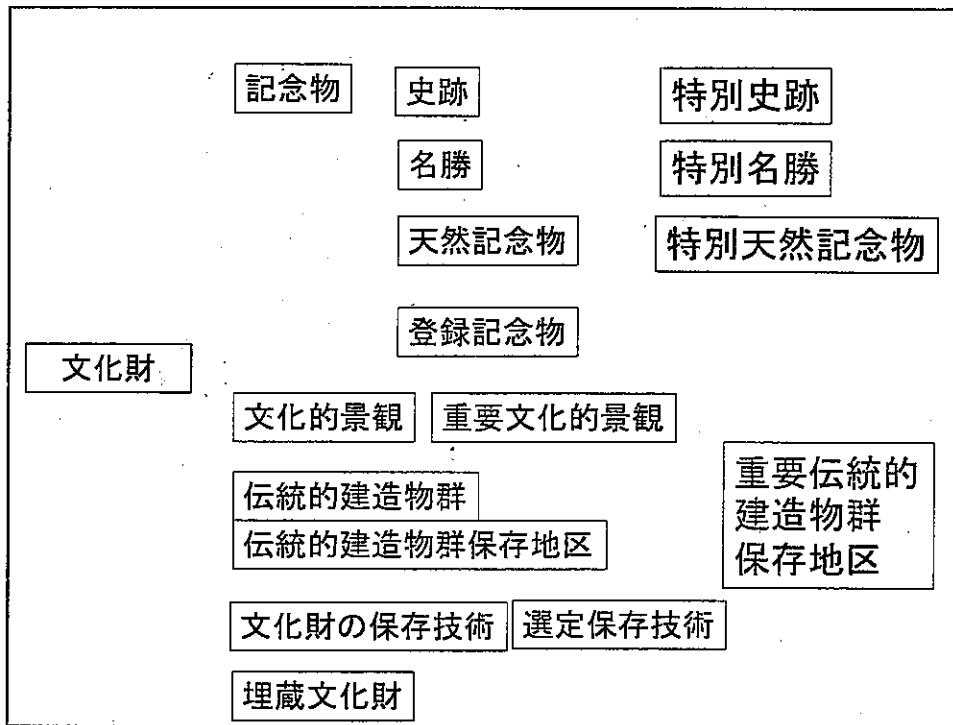 記念物 史跡 特別史跡
名勝 特別名勝
天然記念物 特別天然記念物
登録記念物
文化財
文化的景観 重要文化的景観
伝統的建造物群
伝統的建造物群保存地区
重要伝統的
建造物群
保存地区
文化財の保存技術 選定保存技術
埋蔵文化財